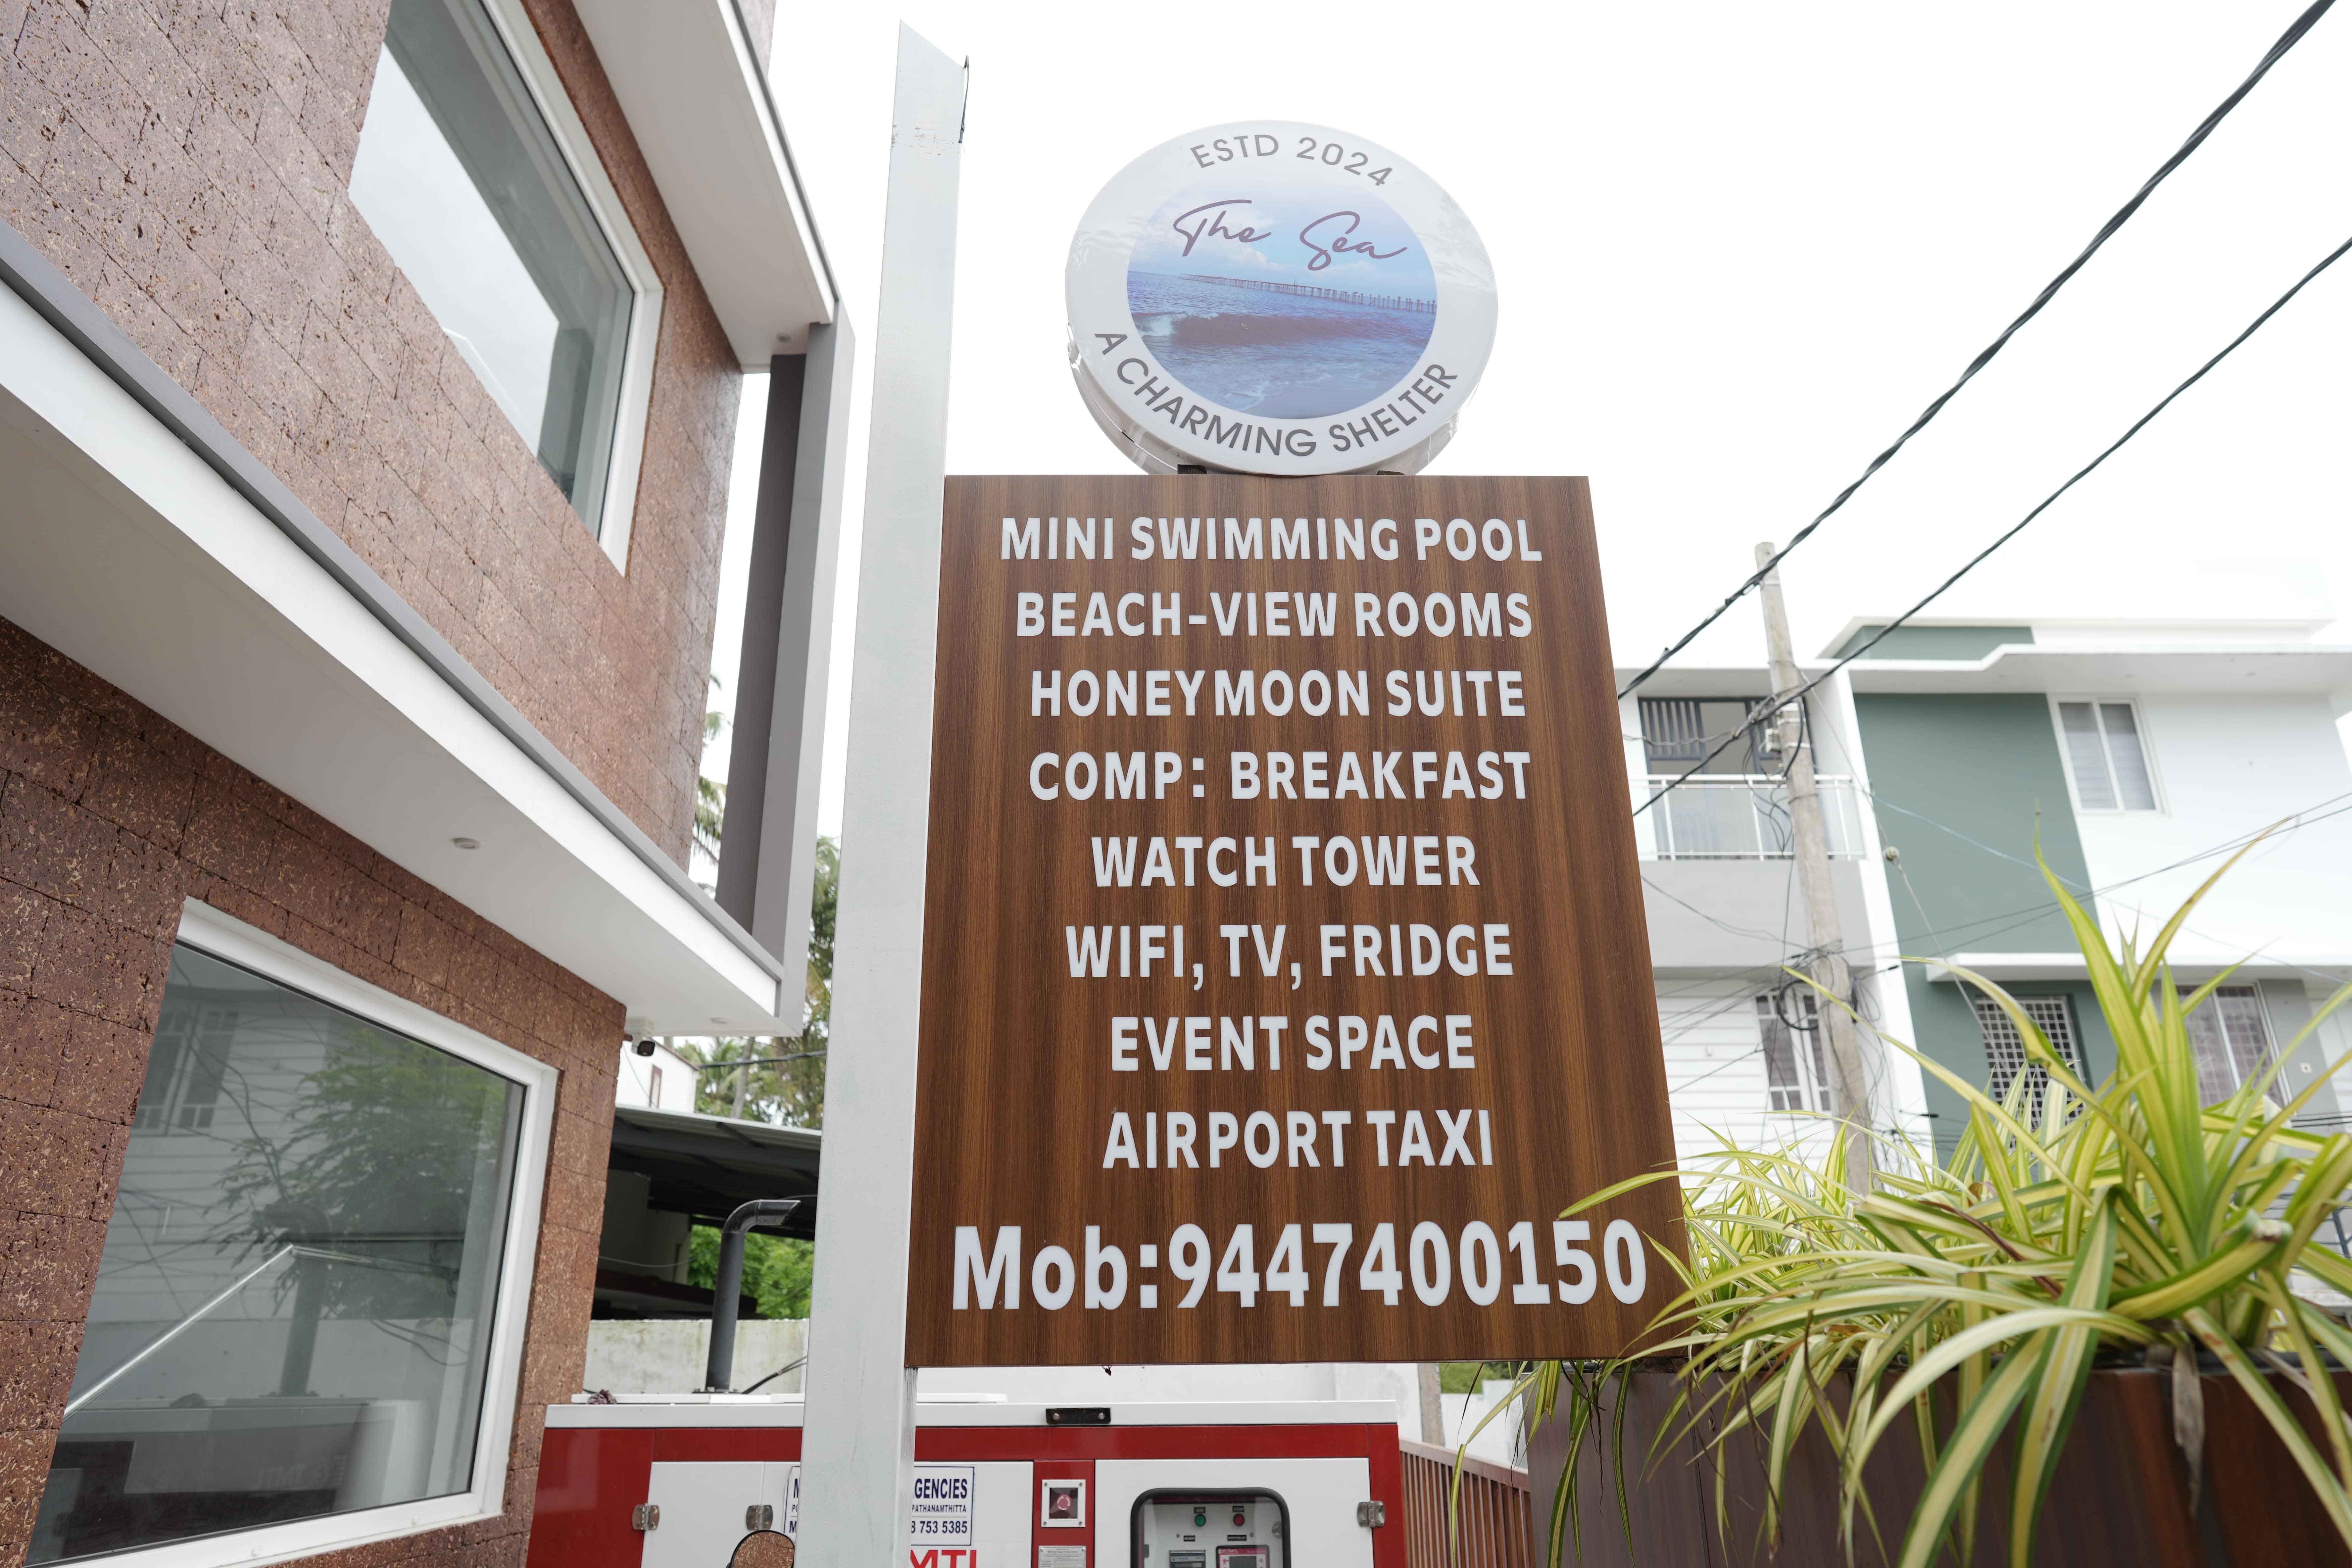 ESTD 2024
The Sea
A CHARMING SHELTER
MINI SWIMMING POOL
BEACH-VIEW ROOMS
HONEYMOON SUITE
COMP: BREAKFAST
WATCH TOWER
WIFI, TV, FRIDGE
EVENT SPACE
AIRPORT TAXI
Mob:9447400150
GENCIES
PATHANAMTHITTA
753 5385